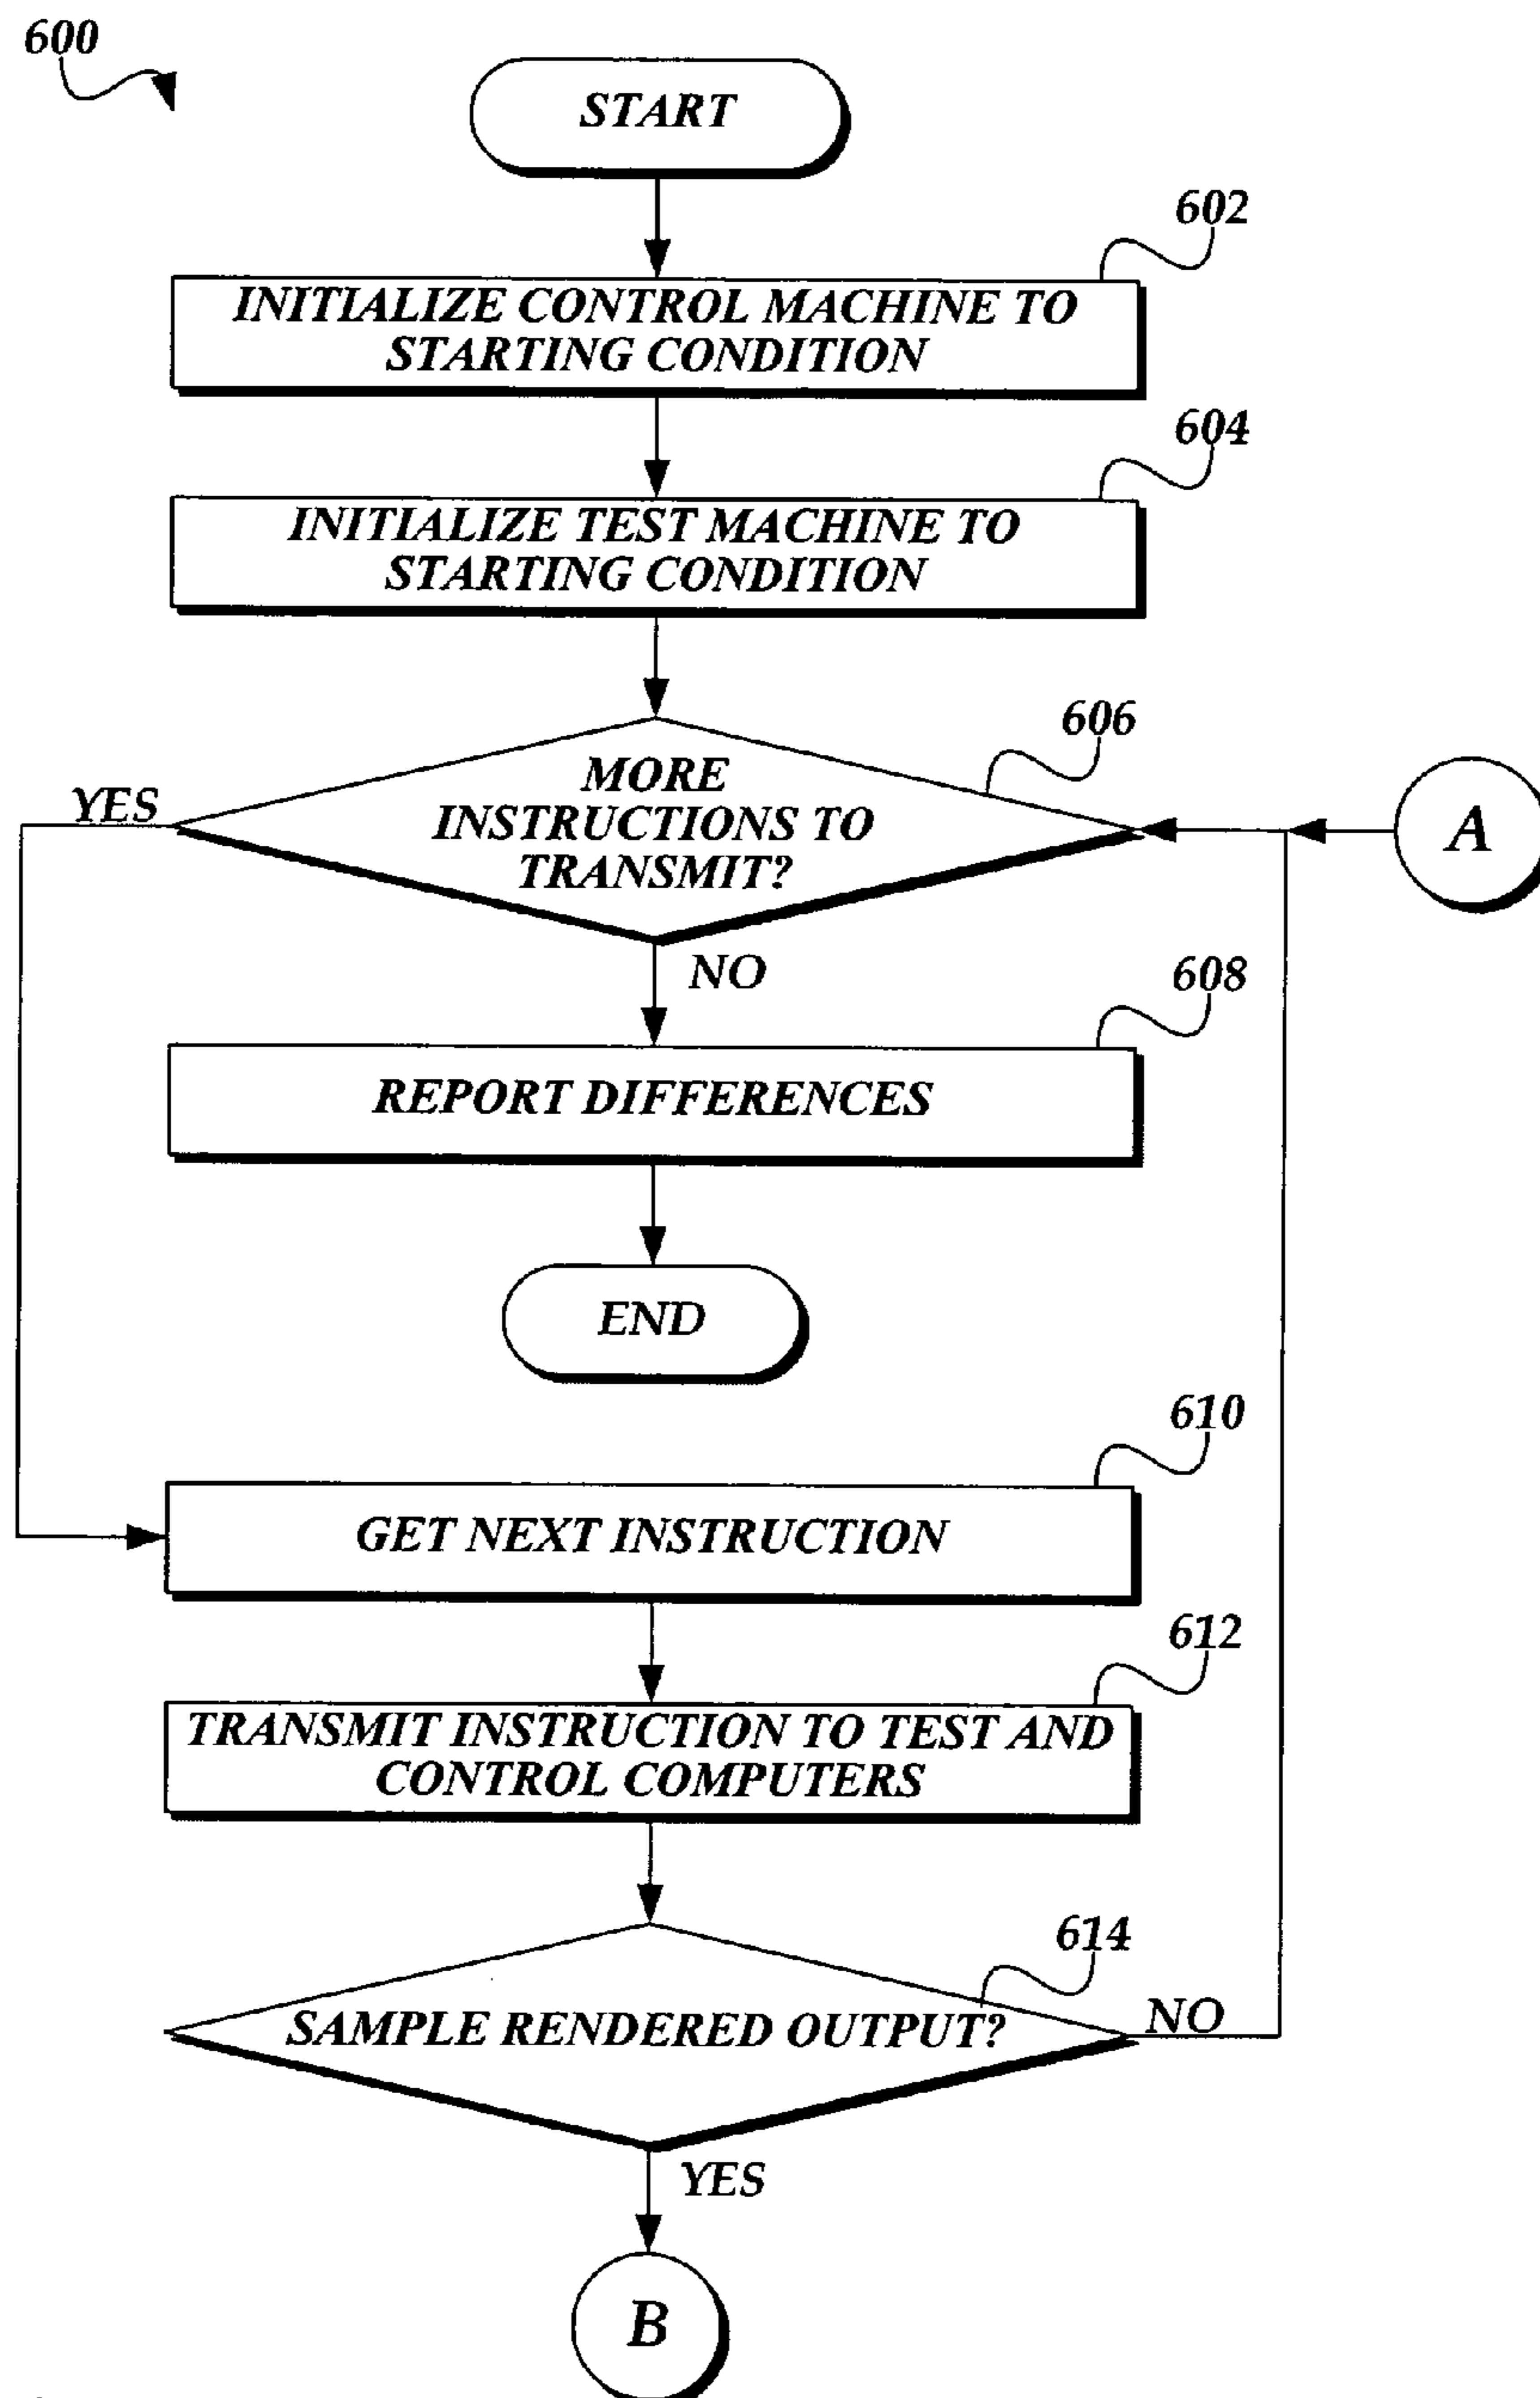 600
START
602
INITIALIZE CONTROL MACHINE TO
STARTING CONDITION
604
INITIALIZE TEST MACHINE TO
STARTING CONDITION
606
MORE
INSTRUCTIONS TO
TRANSMIT?
YES
A
NO
608
REPORT DIFFERENCES
END
610
GET NEXT INSTRUCTION
612
TRANSMIT INSTRUCTION TO TEST AND
CONTROL COMPUTERS
614
SAMPLE RENDERED OUTPUT?
NO
YES
B